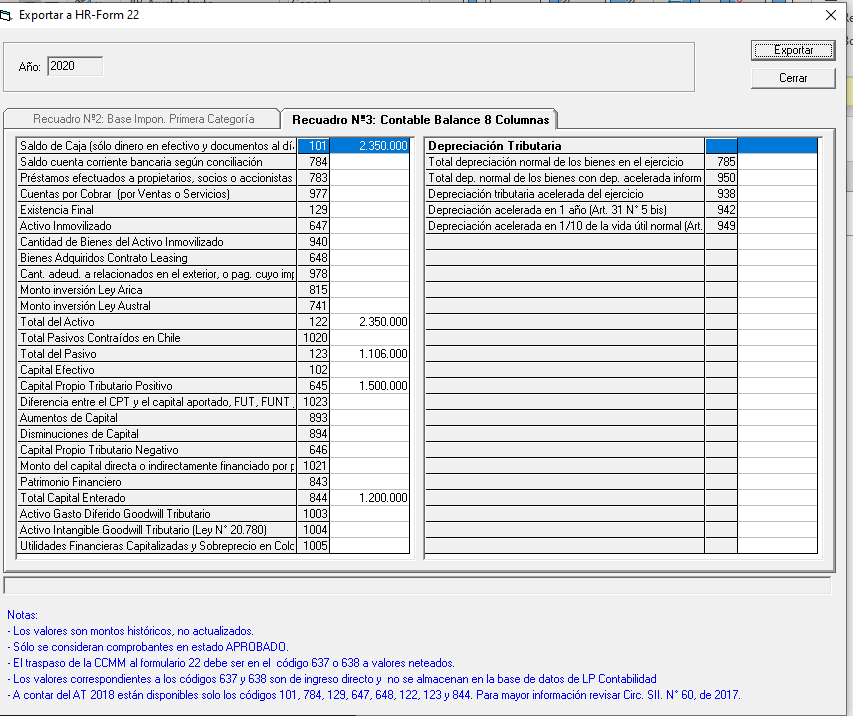 Exportar a HR-Form 22
Año: 2020
Exportar
Cerrar
Recuadro Nº2: Base Impon. Primera Categoría
Recuadro Nº3: Contable Balance 8 Columnas
Saldo de Caja (sólo dinero en efectivo y documentos al dí. 101 2.350.000
Saldo cuenta corriente bancaria según conciliación 784
Préstamos efectuados a propietarios, socios o accionistas 783
Cuentas por Cobrar (por Ventas o Servicios) 977
Existencia Final 129
Activo Inmovilizado 647
Cantidad de Bienes del Activo Inmovilizado 940
Bienes Adquiridos Contrato Leasing 648
Cant. adeud. a relacionados en el exterior, o pag. cuyo imp 978
Monto inversión Ley Arica 815
Monto inversión Ley Austral 741
Total del Activo 122 2.350.000
Total Pasivos Contraídos en Chile 1020
Total del Pasivo 123 1.106.000
Capital Efectivo 102
Capital Propio Tributario Positivo 645 1.500.000
Diferencia entre el CPT y el capital aportado, FUT, FUNT 1023
Aumentos de Capital 893
Disminuciones de Capital 894
Capital Propio Tributario Negativo 646
Monto del capital directa o indirectamente financiado por p 1021
Patrimonio Financiero 843
Total Capital Enterado 844 1.200.000
Activo Gasto Diferido Goodwill Tributario 1003
Activo Intangible Goodwill Tributario (Ley N° 20.780) 1004
Utilidades Financieras Capitalizadas y Sobreprecio en Colo 1005
Depreciación Tributaria
Total depreciación normal de los bienes en el ejercicio 785
Total dep. normal de los bienes con dep. acelerada inform 950
Depreciación tributaria acelerada del ejercicio 938
Depreciación acelerada en 1 año (Art. 31 N° 5 bis) 942
Depreciación acelerada en 1/10 de la vida útil normal (Art. 949
Notas:
- Los valores son montos históricos, no actualizados.
- Sólo se consideran comprobantes en estado APROBADO.
- El traspaso de la CCMM al formulario 22 debe ser en el código 637 o 638 a valores neteados.
- Los valores correspondientes a los códigos 637 y 638 son de ingreso directo y no se almacenan en la base de datos de LP Contabilidad
- A contar del AT 2018 están disponibles solo los códigos 101, 784, 129, 647, 648, 122, 123 y 844. Para mayor información revisar Circ. SII. N° 60, de 2017.